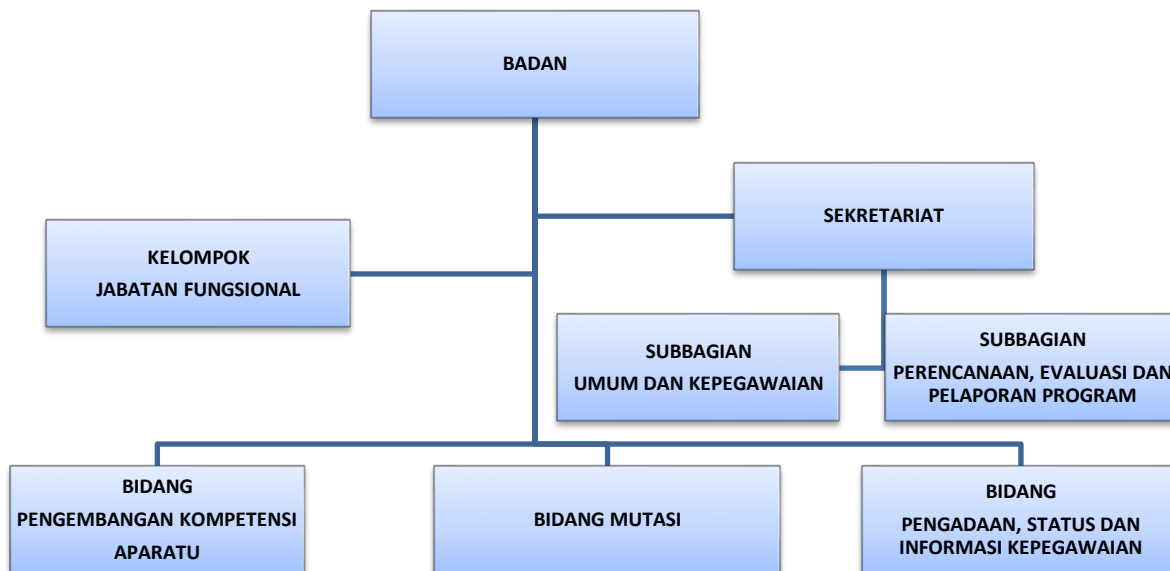 BADAN
SEKRETARIAT
KELOMPOK
JABATAN FUNGSIONAL
SUBBAGIAN
UMUM DAN KEPEGAWAIAN
SUBBAGIAN
PERENCANAAN, EVALUASI DAN
PELAPORAN PROGRAM
BIDANG
PENGEMBANGAN KOMPETENSI
APARATU
BIDANG MUTASI
BIDANG
PENGADAAN, STATUS DAN
INFORMASI KEPEGAWAIAN